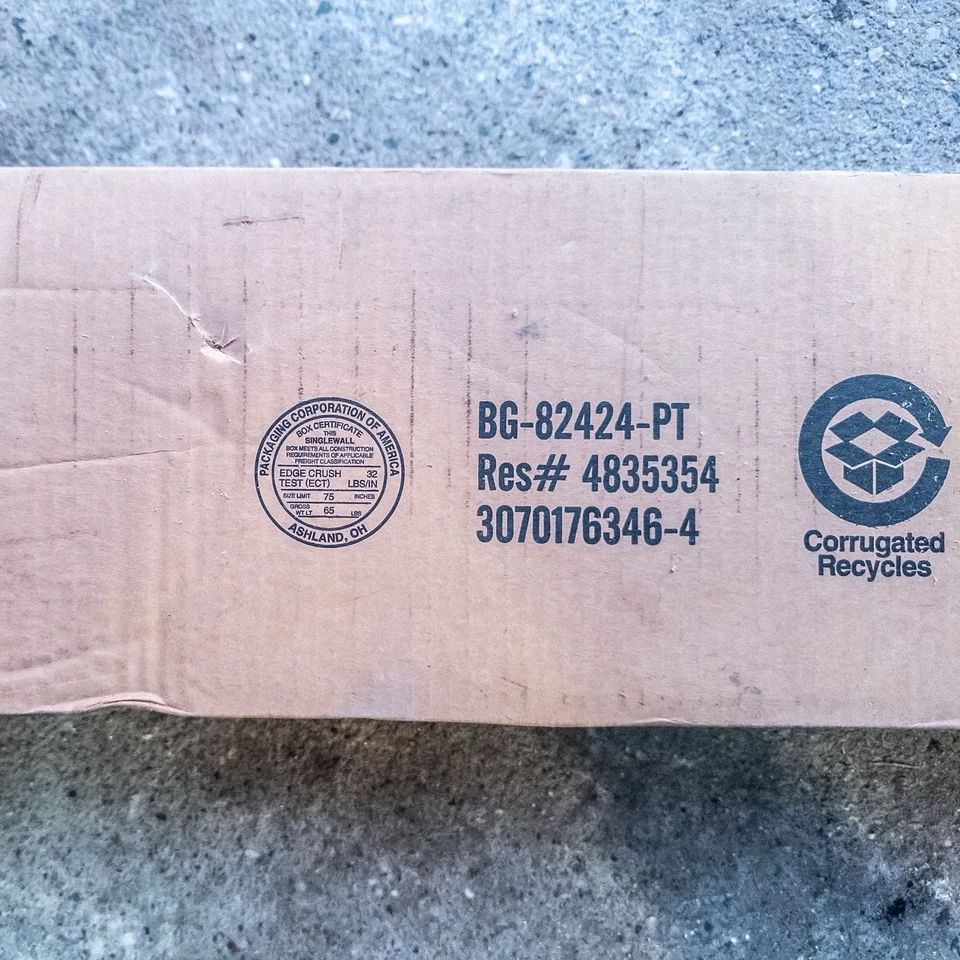 PACKAGING CORPORATION OF AMERICA
BOX CERTIFICATE
THIS
SINGLEWALL
BOX MEETS ALL CONSTRUCTION
REQUIREMENTS OF APPLICABLE
FREIGHT CLASSIFICATION
EDGE CRUSH 32
TEST (ECT) LBS/IN
SIZE LIMIT 75 INCHES
GROSS
WT LT 65 LBS
ASHLAND, OH
BG-82424-PT
Res# 4835354
3070176346-4
Corrugated
Recycles